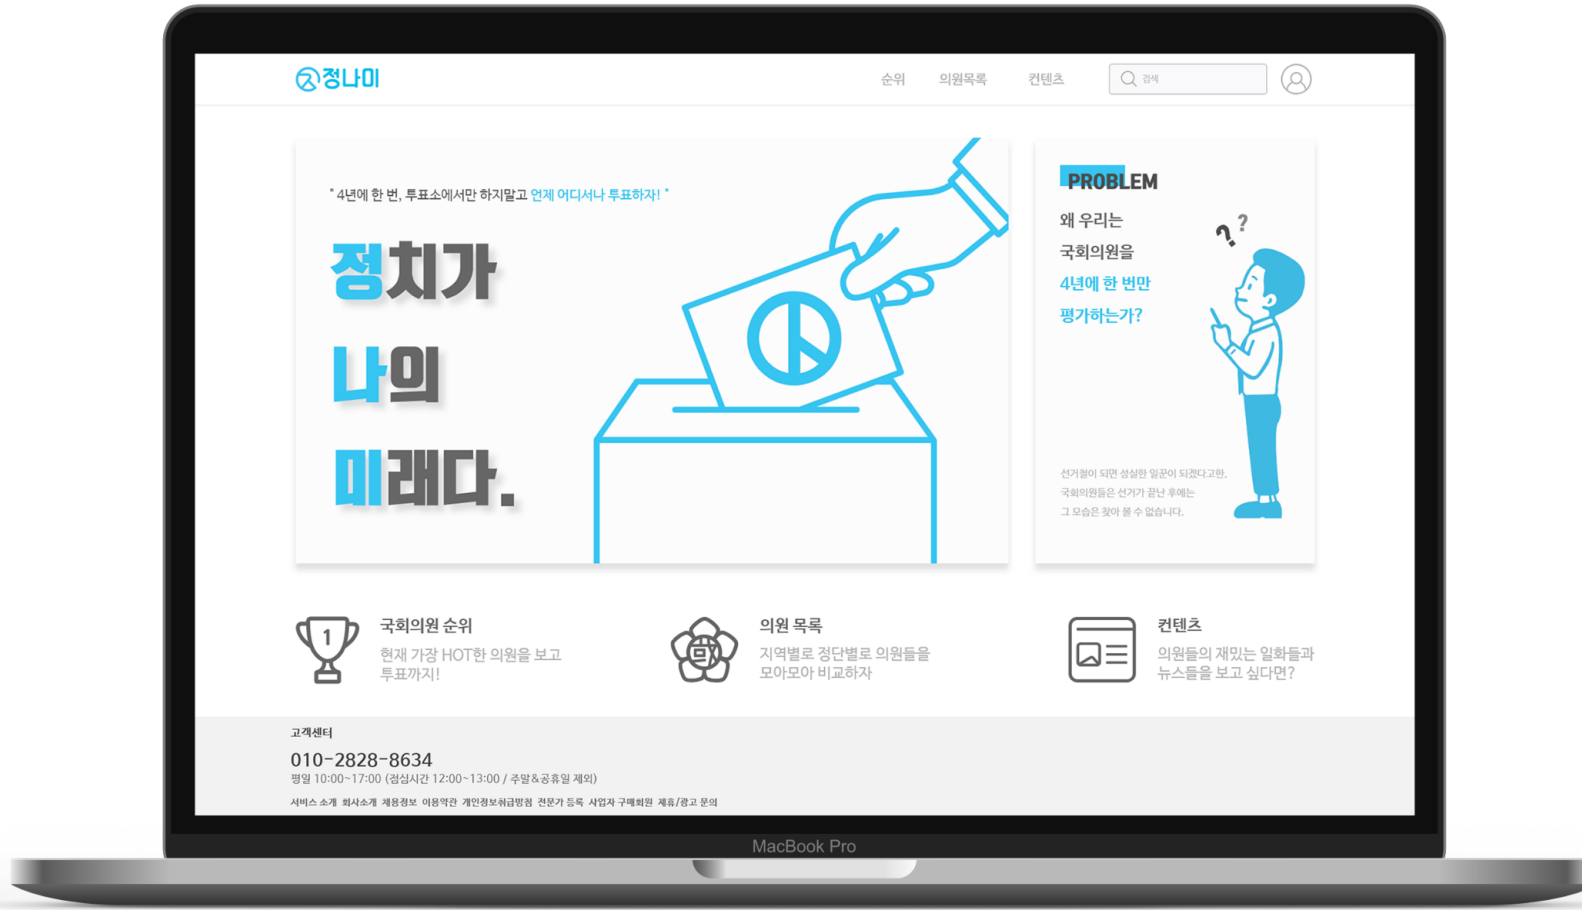 정나미
순위 의원목록 컨텐츠 검색
" 4년에 한 번, 투표소에서만 하지말고 언제 어디서나 투표하자! "
정치가
나의
미래다.
PROBLEM
왜 우리는
국회의원을
4년에 한 번만
평가하는가?
? ?
선거철이 되면 성실한 일꾼이 되겠다고한,
국회의원들은 선거가 끝난 후에는
그 모습은 찾아 볼 수 없습니다.
1
국회의원 순위
현재 가장 HOT한 의원을 보고
투표까지!
國
의원 목록
지역별로 정단별로 의원들을
모아모아 비교하자
컨텐츠
의원들의 재밌는 일화들과
뉴스들을 보고 싶다면?
고객센터
010-2828-8634
평일 10:00~17:00 (점심시간 12:00~13:00 / 주말&공휴일 제외)
서비스 소개 회사소개 채용정보 이용약관 개인정보취급방침 전문가 등록 사업자 구매회원 제휴/광고 문의
MacBook Pro